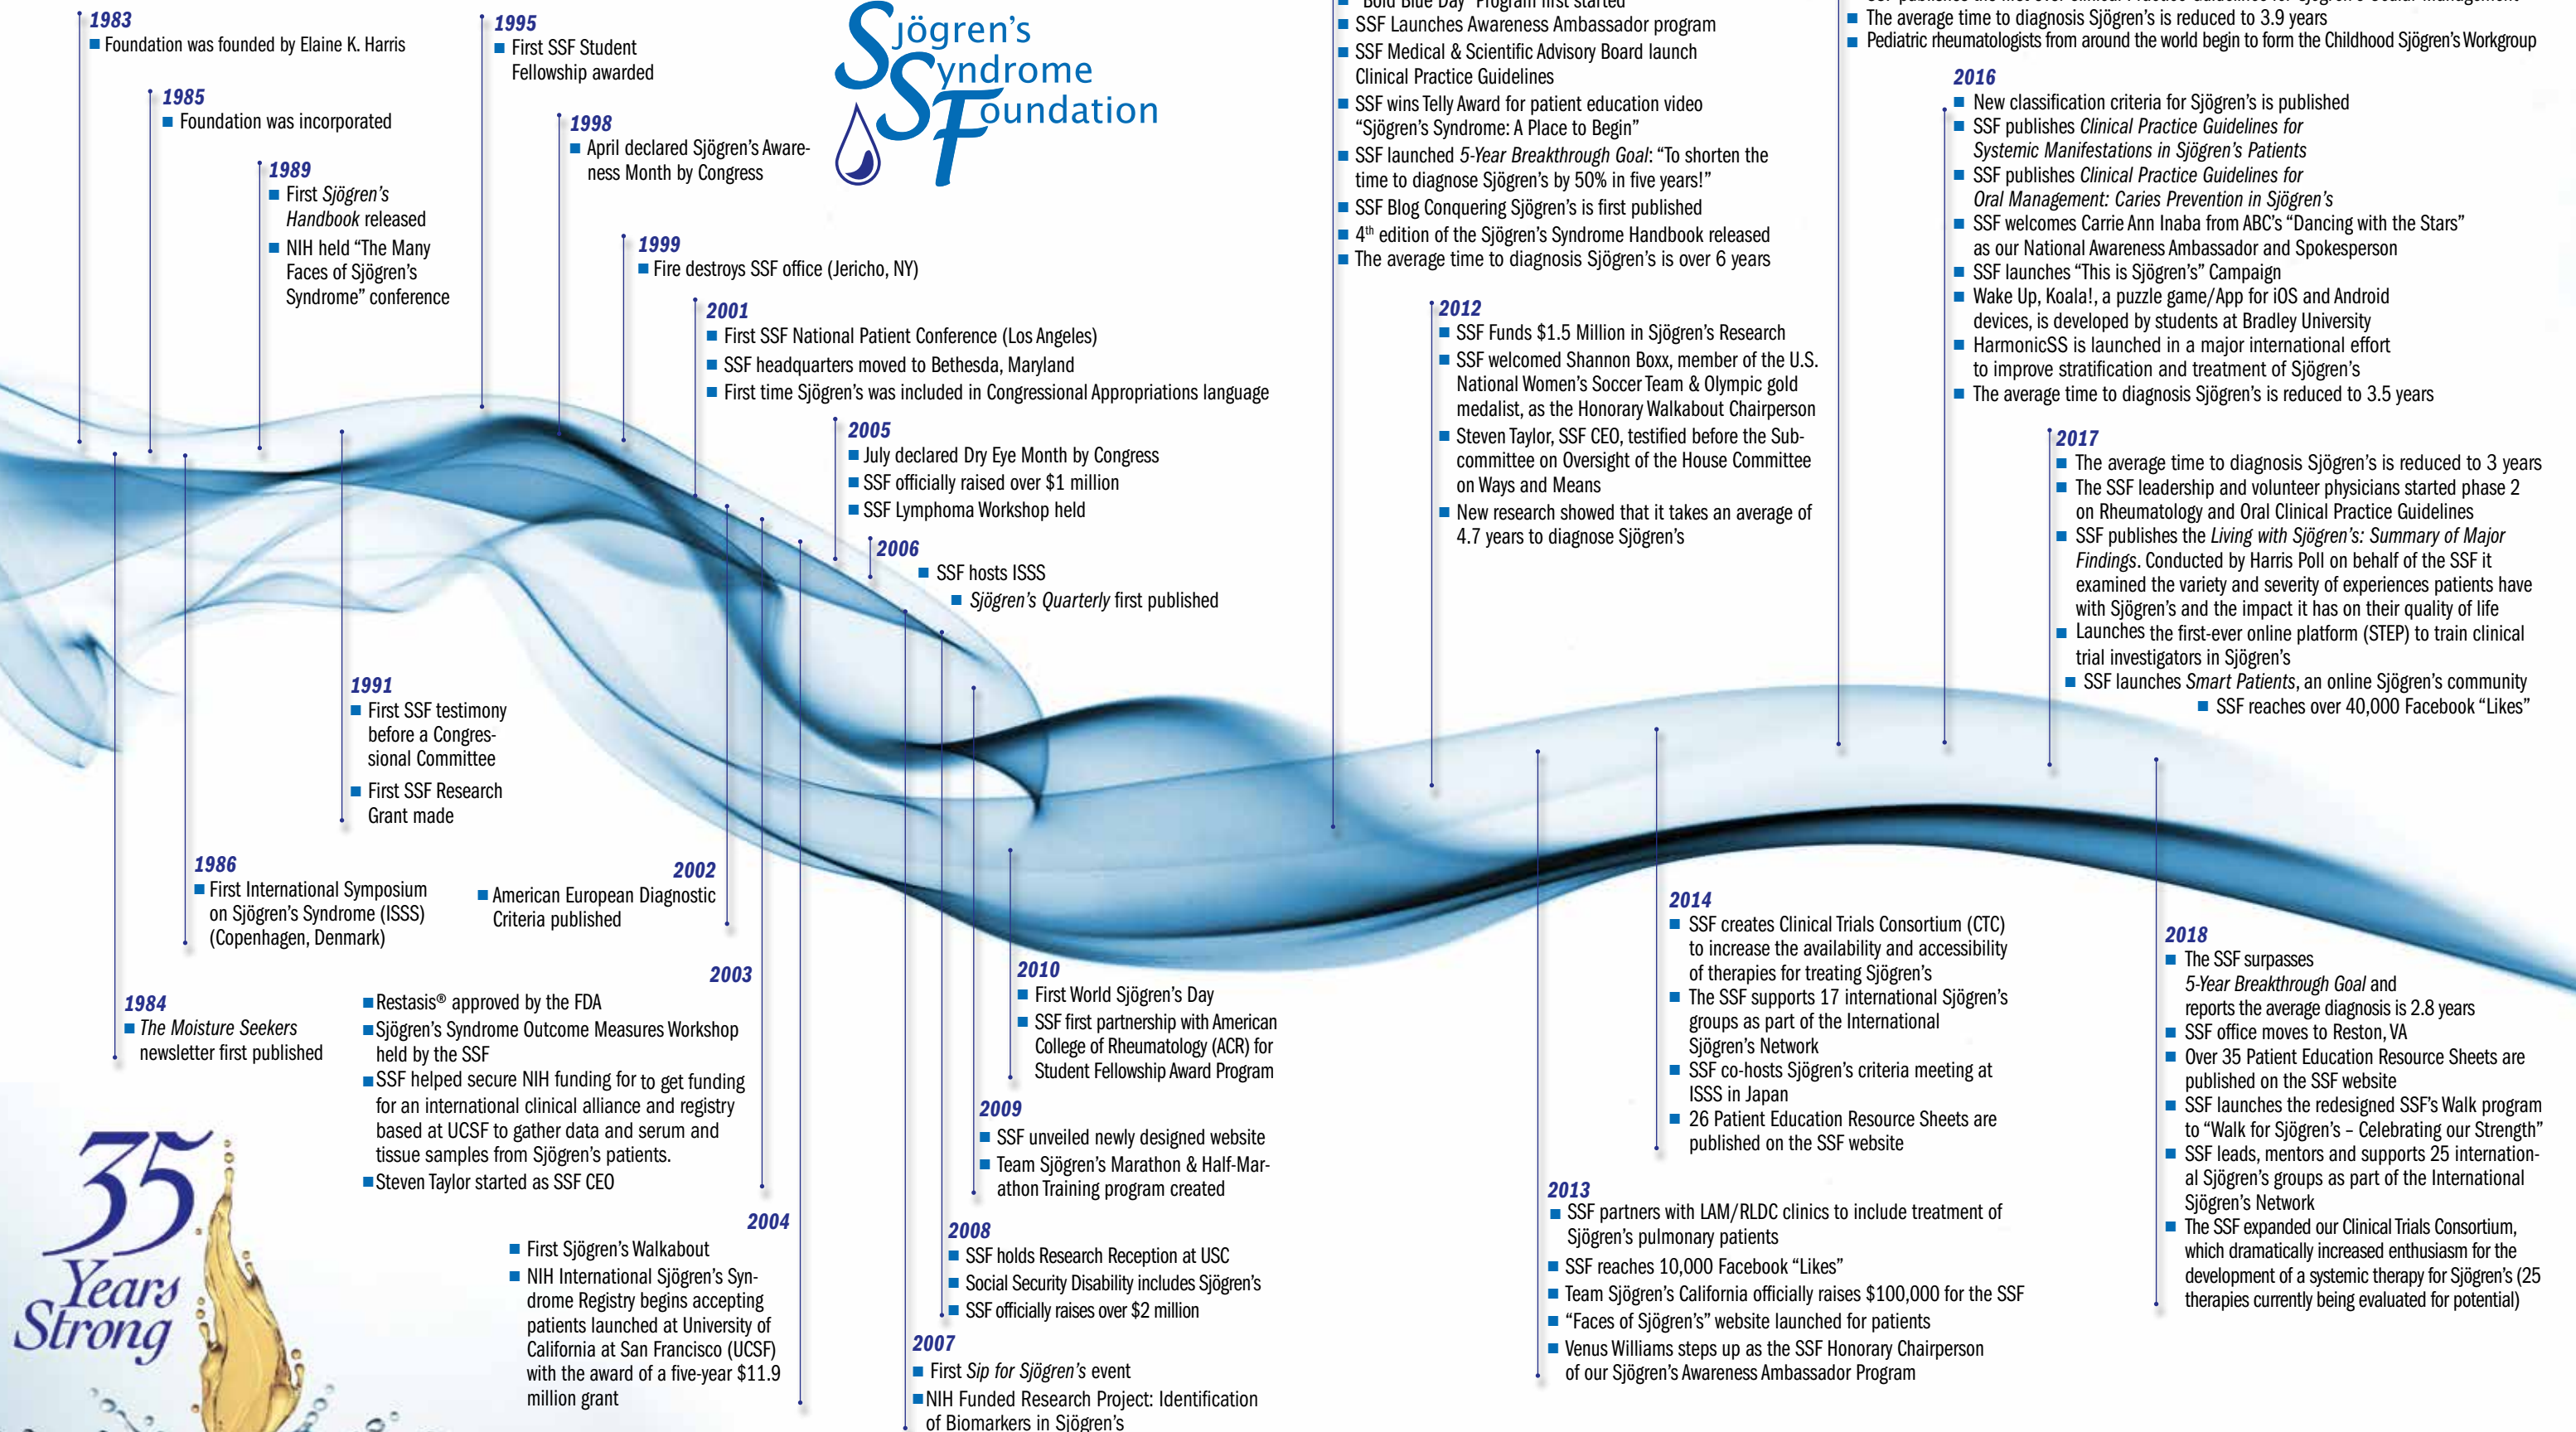 1983
■ Foundation was founded by Elaine K. Harris
1985
■ Foundation was incorporated
1989
■ First Sjögren's
Handbook released
■ NIH held “The Many
Faces of Sjögren's
Syndrome” conference
1995
■ First SSF Student
Fellowship awarded
1998
■ April declared Sjögren's Aware-
ness Month by Congress
1999
■ Fire destroys SSF office (Jericho, NY)
2001
■ First SSF National Patient Conference (Los Angeles)
■ SSF headquarters moved to Bethesda, Maryland
■ First time Sjögren's was included in Congressional Appropriations language
2005
■ July declared Dry Eye Month by Congress
■ SSF officially raised over $1 million
■ SSF Lymphoma Workshop held
2006
■ SSF hosts ISSS
■ Sjögren's Quarterly first published
Sjögren's
Syndrome
Foundation
■ “Bold Blue Day” Program first started
■ SSF Launches Awareness Ambassador program
■ SSF Medical & Scientific Advisory Board launch
Clinical Practice Guidelines
■ SSF wins Telly Award for patient education video
“Sjögren's Syndrome: A Place to Begin”
■ SSF launched 5-Year Breakthrough Goal: “To shorten the
time to diagnose Sjögren's by 50% in five years!”
■ SSF Blog Conquering Sjögren's is first published
■ 4th edition of the Sjögren's Syndrome Handbook released
■ The average time to diagnosis Sjögren's is over 6 years
2012
■ SSF Funds $1.5 Million in Sjögren's Research
■ SSF welcomed Shannon Boxx, member of the U.S.
National Women's Soccer Team & Olympic gold
medalist, as the Honorary Walkabout Chairperson
■ Steven Taylor, SSF CEO, testified before the Sub-
committee on Oversight of the House Committee
on Ways and Means
■ New research showed that it takes an average of
4.7 years to diagnose Sjögren's
■ SSF publishes the first ever Clinical Practice Guidelines for Sjögren's Ocular Management
■ The average time to diagnosis Sjögren's is reduced to 3.9 years
■ Pediatric rheumatologists from around the world begin to form the Childhood Sjögren's Workgroup
2016
■ New classification criteria for Sjögren's is published
■ SSF publishes Clinical Practice Guidelines for
Systemic Manifestations in Sjögren's Patients
■ SSF publishes Clinical Practice Guidelines for
Oral Management: Caries Prevention in Sjögren's
■ SSF welcomes Carrie Ann Inaba from ABC's “Dancing with the Stars”
as our National Awareness Ambassador and Spokesperson
■ SSF launches “This is Sjögren's” Campaign
■ Wake Up, Koala!, a puzzle game/App for iOS and Android
devices, is developed by students at Bradley University
■ HarmonicSS is launched in a major international effort
to improve stratification and treatment of Sjögren's
■ The average time to diagnosis Sjögren's is reduced to 3.5 years
2017
■ The average time to diagnosis Sjögren's is reduced to 3 years
■ The SSF leadership and volunteer physicians started phase 2
on Rheumatology and Oral Clinical Practice Guidelines
■ SSF publishes the Living with Sjögren's: Summary of Major
Findings. Conducted by Harris Poll on behalf of the SSF it
examined the variety and severity of experiences patients have
with Sjögren's and the impact it has on their quality of life
■ Launches the first-ever online platform (STEP) to train clinical
trial investigators in Sjögren's
■ SSF launches Smart Patients, an online Sjögren's community
■ SSF reaches over 40,000 Facebook “Likes”
1991
■ First SSF testimony
before a Congres-
sional Committee
■ First SSF Research
Grant made
1986
■ First International Symposium
on Sjögren's Syndrome (ISSS)
(Copenhagen, Denmark)
1984
■ The Moisture Seekers
newsletter first published
2002
■ American European Diagnostic
Criteria published
2003
■ Restasis® approved by the FDA
■ Sjögren's Syndrome Outcome Measures Workshop
held by the SSF
■ SSF helped secure NIH funding for to get funding
for an international clinical alliance and registry
based at UCSF to gather data and serum and
tissue samples from Sjögren's patients.
■ Steven Taylor started as SSF CEO
2004
■ First Sjögren's Walkabout
■ NIH International Sjögren's Syn-
drome Registry begins accepting
patients launched at University of
California at San Francisco (UCSF)
with the award of a five-year $11.9
million grant
2010
■ First World Sjögren's Day
■ SSF first partnership with American
College of Rheumatology (ACR) for
Student Fellowship Award Program
2009
■ SSF unveiled newly designed website
■ Team Sjögren's Marathon & Half-Mar-
athon Training program created
2008
■ SSF holds Research Reception at USC
■ Social Security Disability includes Sjögren's
■ SSF officially raises over $2 million
2007
■ First Sip for Sjögren's event
■ NIH Funded Research Project: Identification
of Biomarkers in Sjögren's
2014
■ SSF creates Clinical Trials Consortium (CTC)
to increase the availability and accessibility
of therapies for treating Sjögren's
■ The SSF supports 17 international Sjögren's
groups as part of the International
Sjögren's Network
■ SSF co-hosts Sjögren's criteria meeting at
ISSS in Japan
■ 26 Patient Education Resource Sheets are
published on the SSF website
2013
■ SSF partners with LAM/RLDC clinics to include treatment of
Sjögren's pulmonary patients
■ SSF reaches 10,000 Facebook “Likes”
■ Team Sjögren's California officially raises $100,000 for the SSF
■ “Faces of Sjögren's” website launched for patients
■ Venus Williams steps up as the SSF Honorary Chairperson
of our Sjögren's Awareness Ambassador Program
2018
■ The SSF surpasses
5-Year Breakthrough Goal and
reports the average diagnosis is 2.8 years
■ SSF office moves to Reston, VA
■ Over 35 Patient Education Resource Sheets are
published on the SSF website
■ SSF launches the redesigned SSF's Walk program
to “Walk for Sjögren's – Celebrating our Strength”
■ SSF leads, mentors and supports 25 internation-
al Sjögren's groups as part of the International
Sjögren's Network
■ The SSF expanded our Clinical Trials Consortium,
which dramatically increased enthusiasm for the
development of a systemic therapy for Sjögren's (25
therapies currently being evaluated for potential)
35
Years
Strong